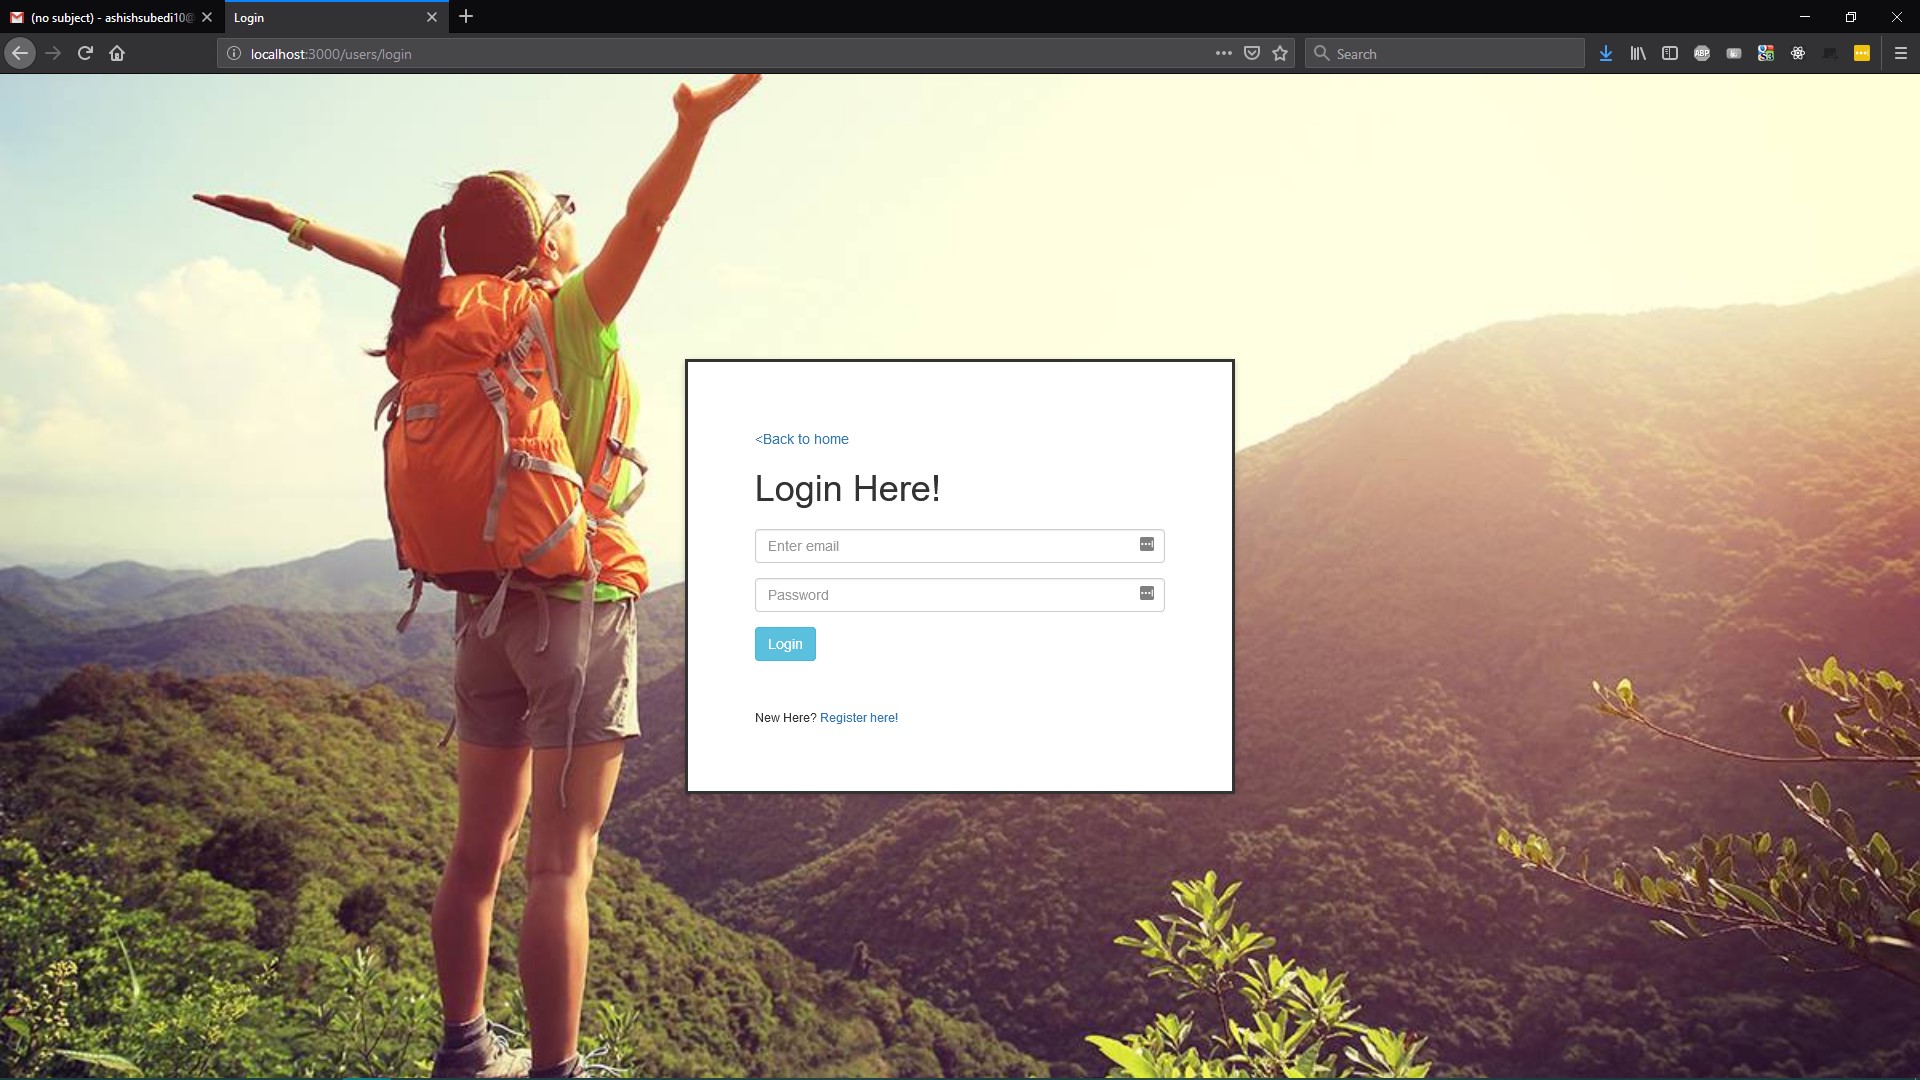 (no subject) - ashishsubedi10@
Login
localhost:3000/users/login
Search
ABP
<Back to home
Login Here!
Enter email
Password
Login
New Here? Register here!